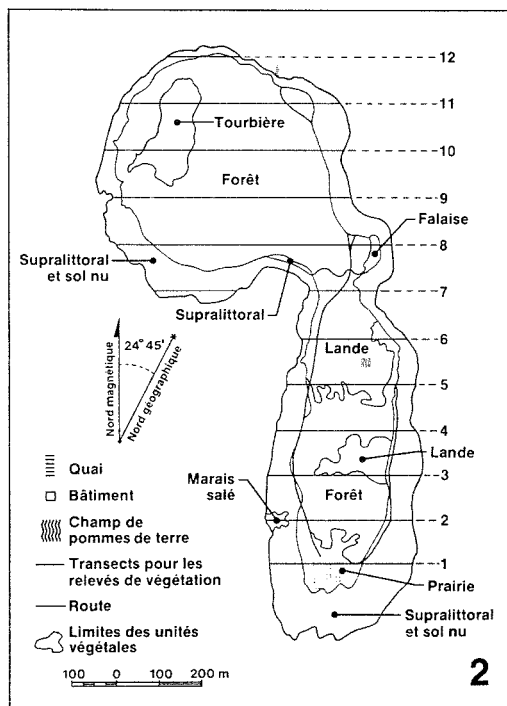 12
11
Tourbière
10
Forêt
9
8
Falaise
Supralittoral
et sol nu
Supralittoral
7
6
Lande
24° 45'
Nord magnétique
Nord géographique
5
4
Lande
3
Marais
salé
Forêt
2
1
Prairie
Supralittoral
et sol nu
Quai
Bâtiment
Champ de
pommes de terre
Transects pour les
relevés de végétation
Route
Limites des unités
végétales
100 0 100 200 m
2